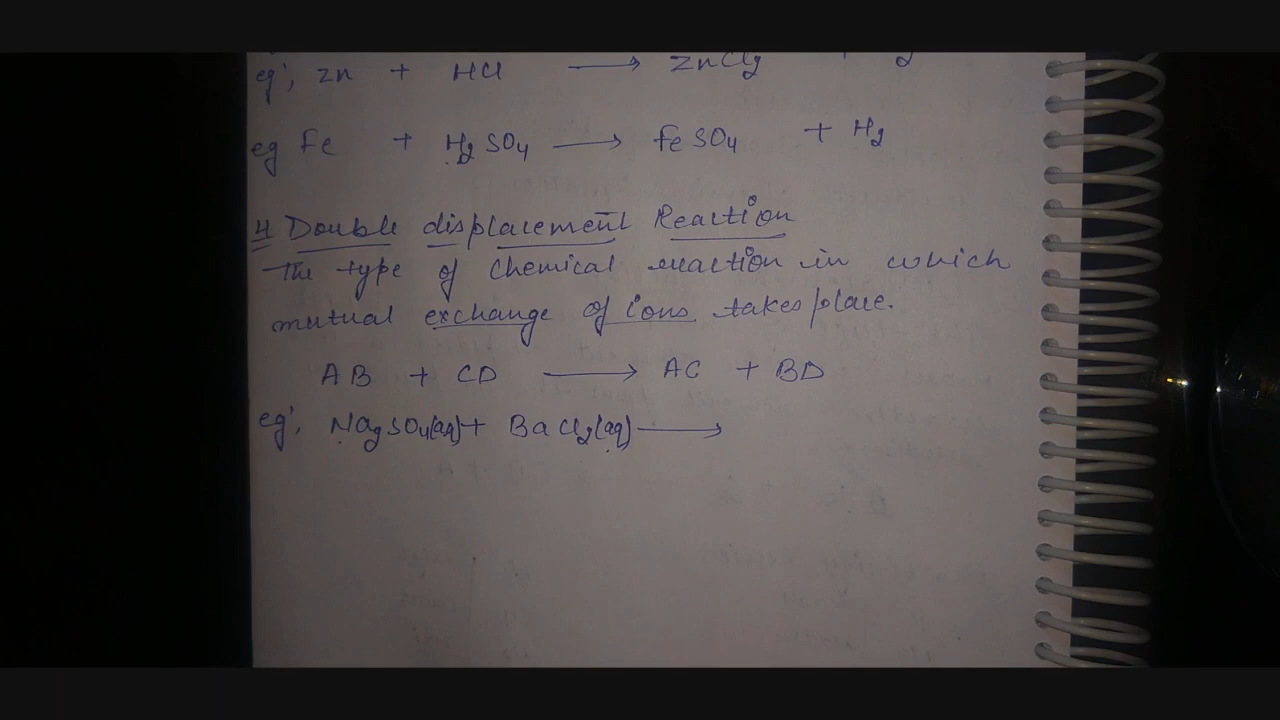 eg', Zn + HCl ⟶ ZnCl2 +
eg Fe + H2SO4 ⟶ FeSO4 + H2
4 Double displacement Reaction
The type of chemical reaction in which
mutual exchange of ions takes place.
AB + CD ⟶ AC + BD
eg', Na2SO4(aq) + BaCl2(aq) ⟶